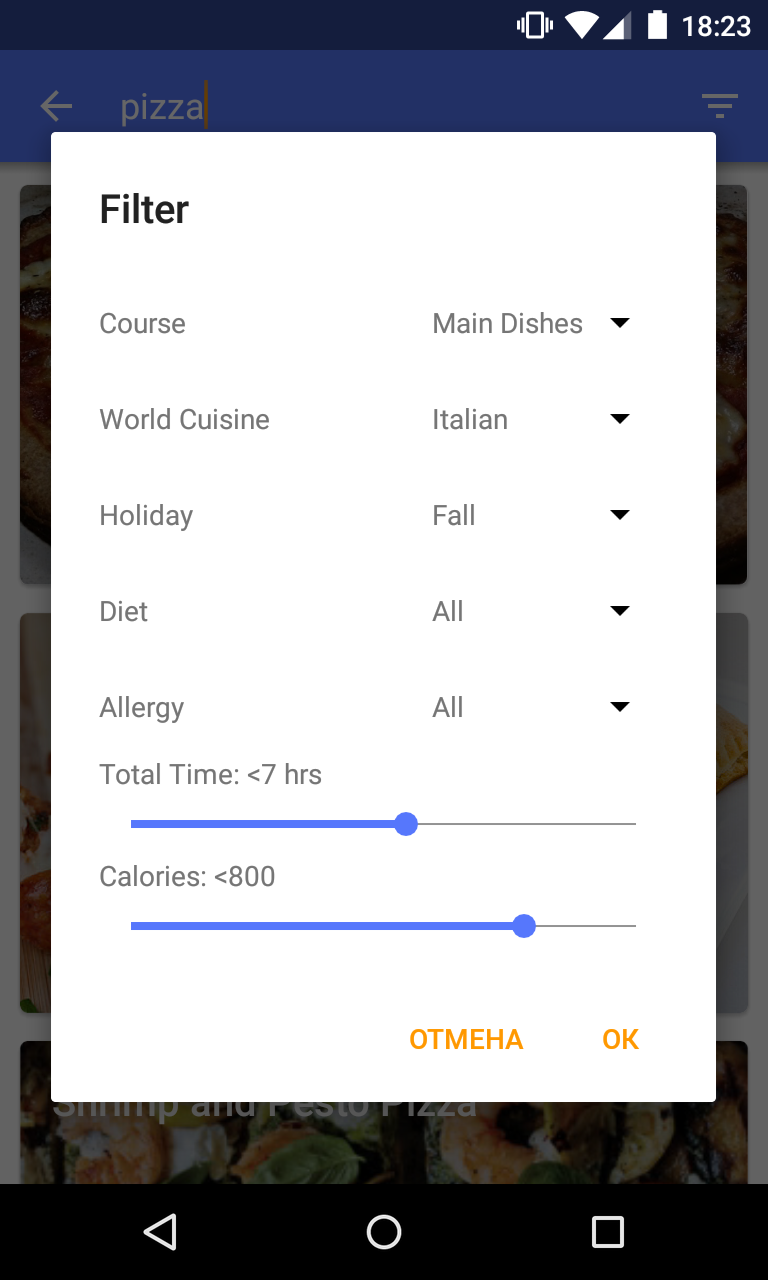 18:23
pizza
Filter
Course Main Dishes
World Cuisine Italian
Holiday Fall
Diet All
Allergy All
Total Time: <7 hrs
Calories: <800
ОТМЕНА ОК
Shrimp and Pesto Pizza